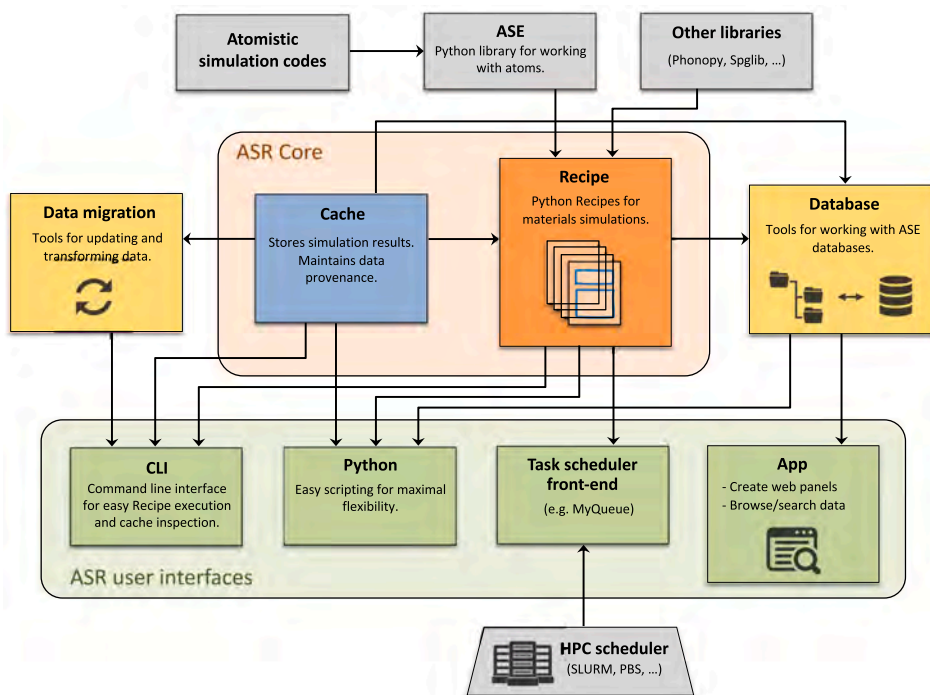 Atomistic
simulation codes
ASE
Python library for working
with atoms.
Other libraries
(Phonopy, Spglib, ...)
ASR Core
Recipe
Python Recipes for
materials simulations.
Data migration
Tools for updating and
transforming data.
Cache
Stores simulation results.
Maintains data
provenance.
Database
Tools for working with ASE
databases.
CLI
Command line interface
for easy Recipe execution
and cache inspection.
Python
Easy scripting for maximal
flexibility.
Task scheduler
front-end
(e.g. MyQueue)
App
- Create web panels
- Browse/search data
ASR user interfaces
HPC scheduler
(SLURM, PBS, ...)